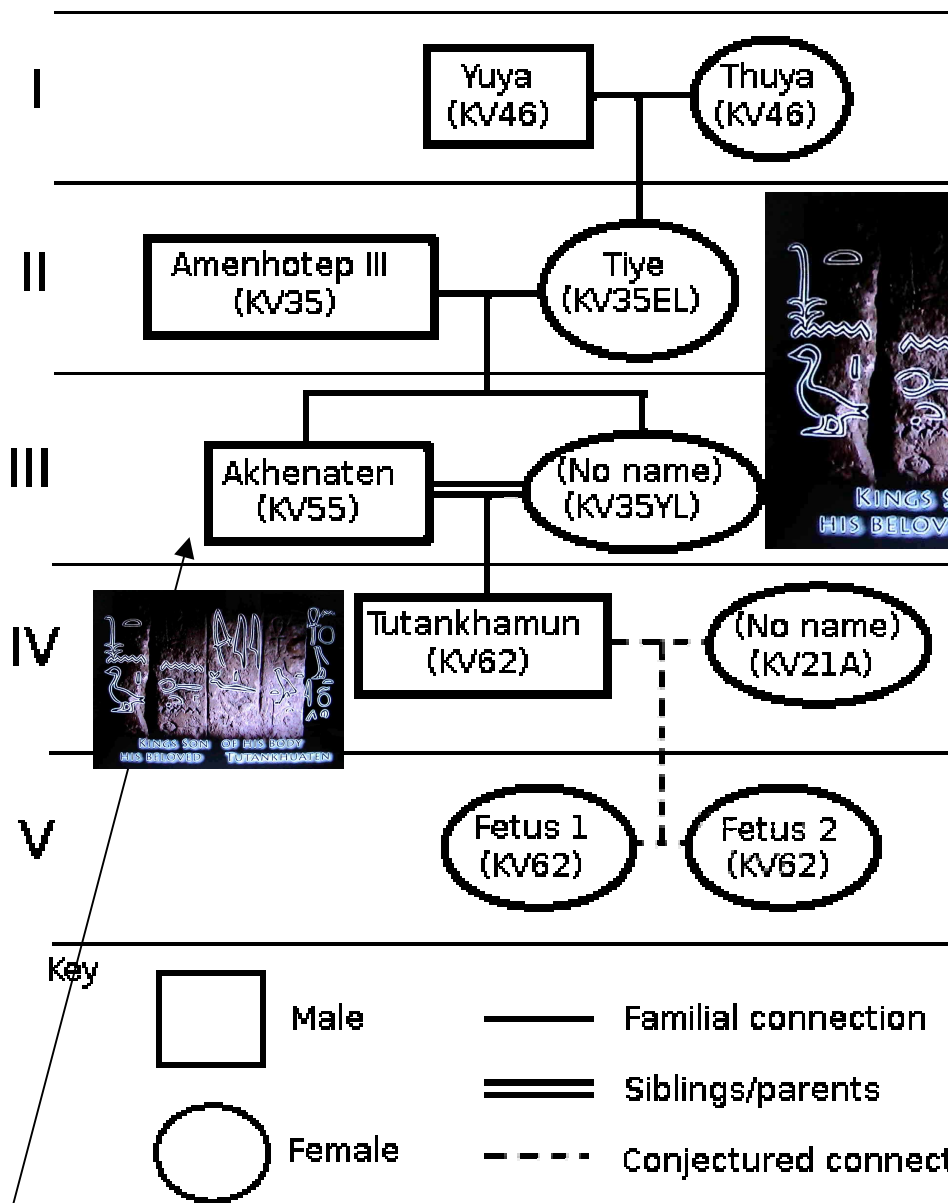 I
Yuya
(KV46)
Thuya
(KV46)
II
Amenhotep III
(KV35)
Tiye
(KV35EL)
KINGS S
HIS BELOV
III
Akhenaten
(KV55)
(No name)
(KV35YL)
IV
Tutankhamun
(KV62)
(No name)
(KV21A)
KINGS SON OF HIS BODY
HIS BELOVED TUTANKHUATEN
V
Fetus 1
(KV62)
Fetus 2
(KV62)
Key
Male
Familial connection
Siblings/parents
Female
Conjectured connect